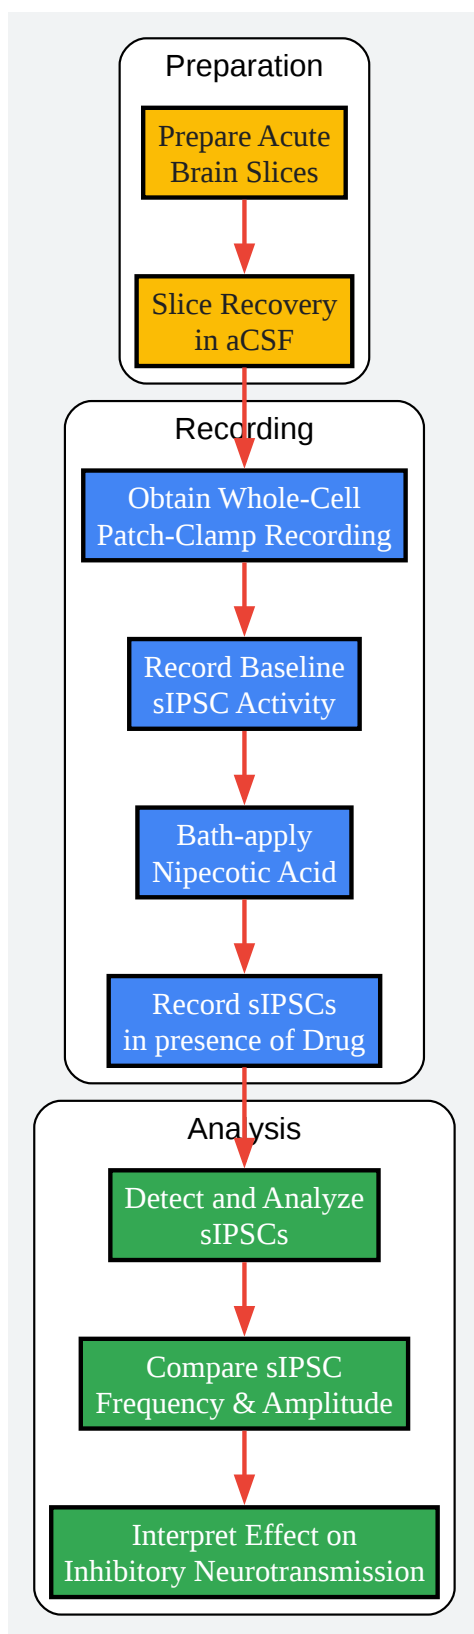 Preparation
Prepare Acute
Brain Slices
Slice Recovery
in aCSF
Recording
Obtain Whole-Cell
Patch-Clamp Recording
Record Baseline
sIPSC Activity
Bath-apply
Nipecotic Acid
Record sIPSCs
in presence of Drug
Analysis
Detect and Analyze
sIPSCs
Compare sIPSC
Frequency & Amplitude
Interpret Effect on
Inhibitory Neurotransmission